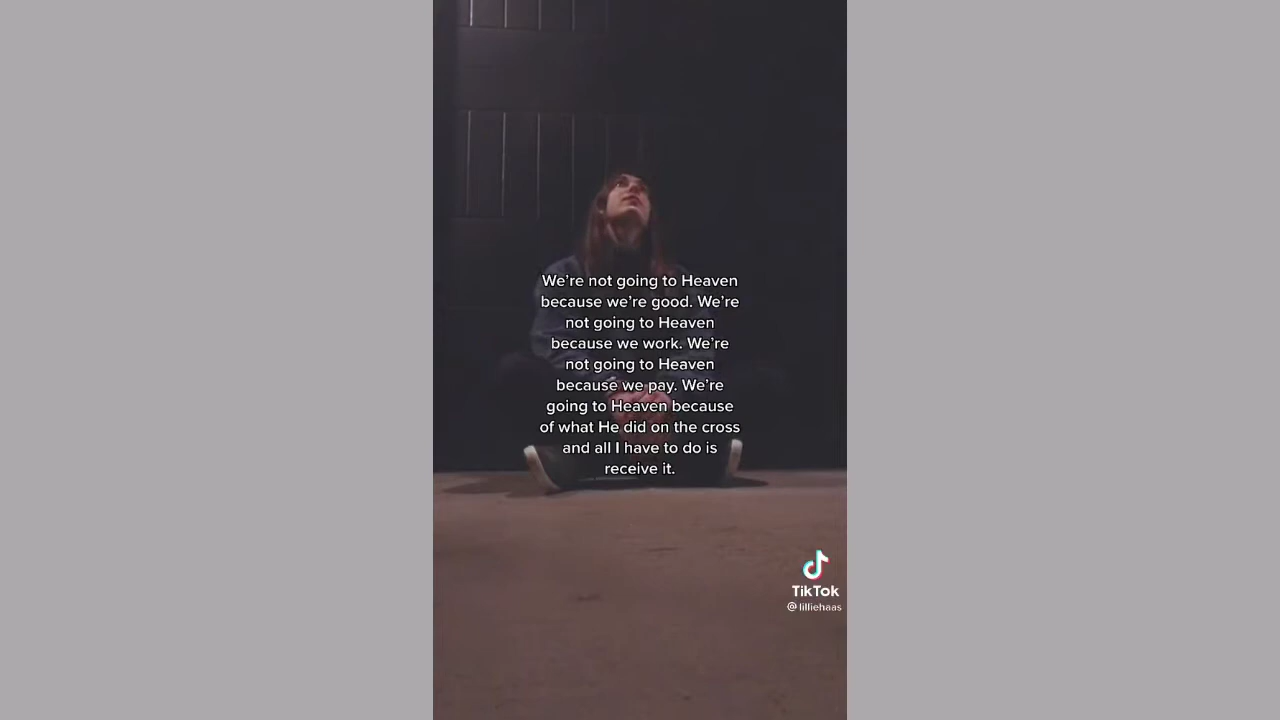 We're not going to Heaven
because we're good. We're
not going to Heaven
because we work. We're
not going to Heaven
because we pay. We're
going to Heaven because
of what He did on the cross
and all I have to do is
receive it.
TikTok
@lilliehaas